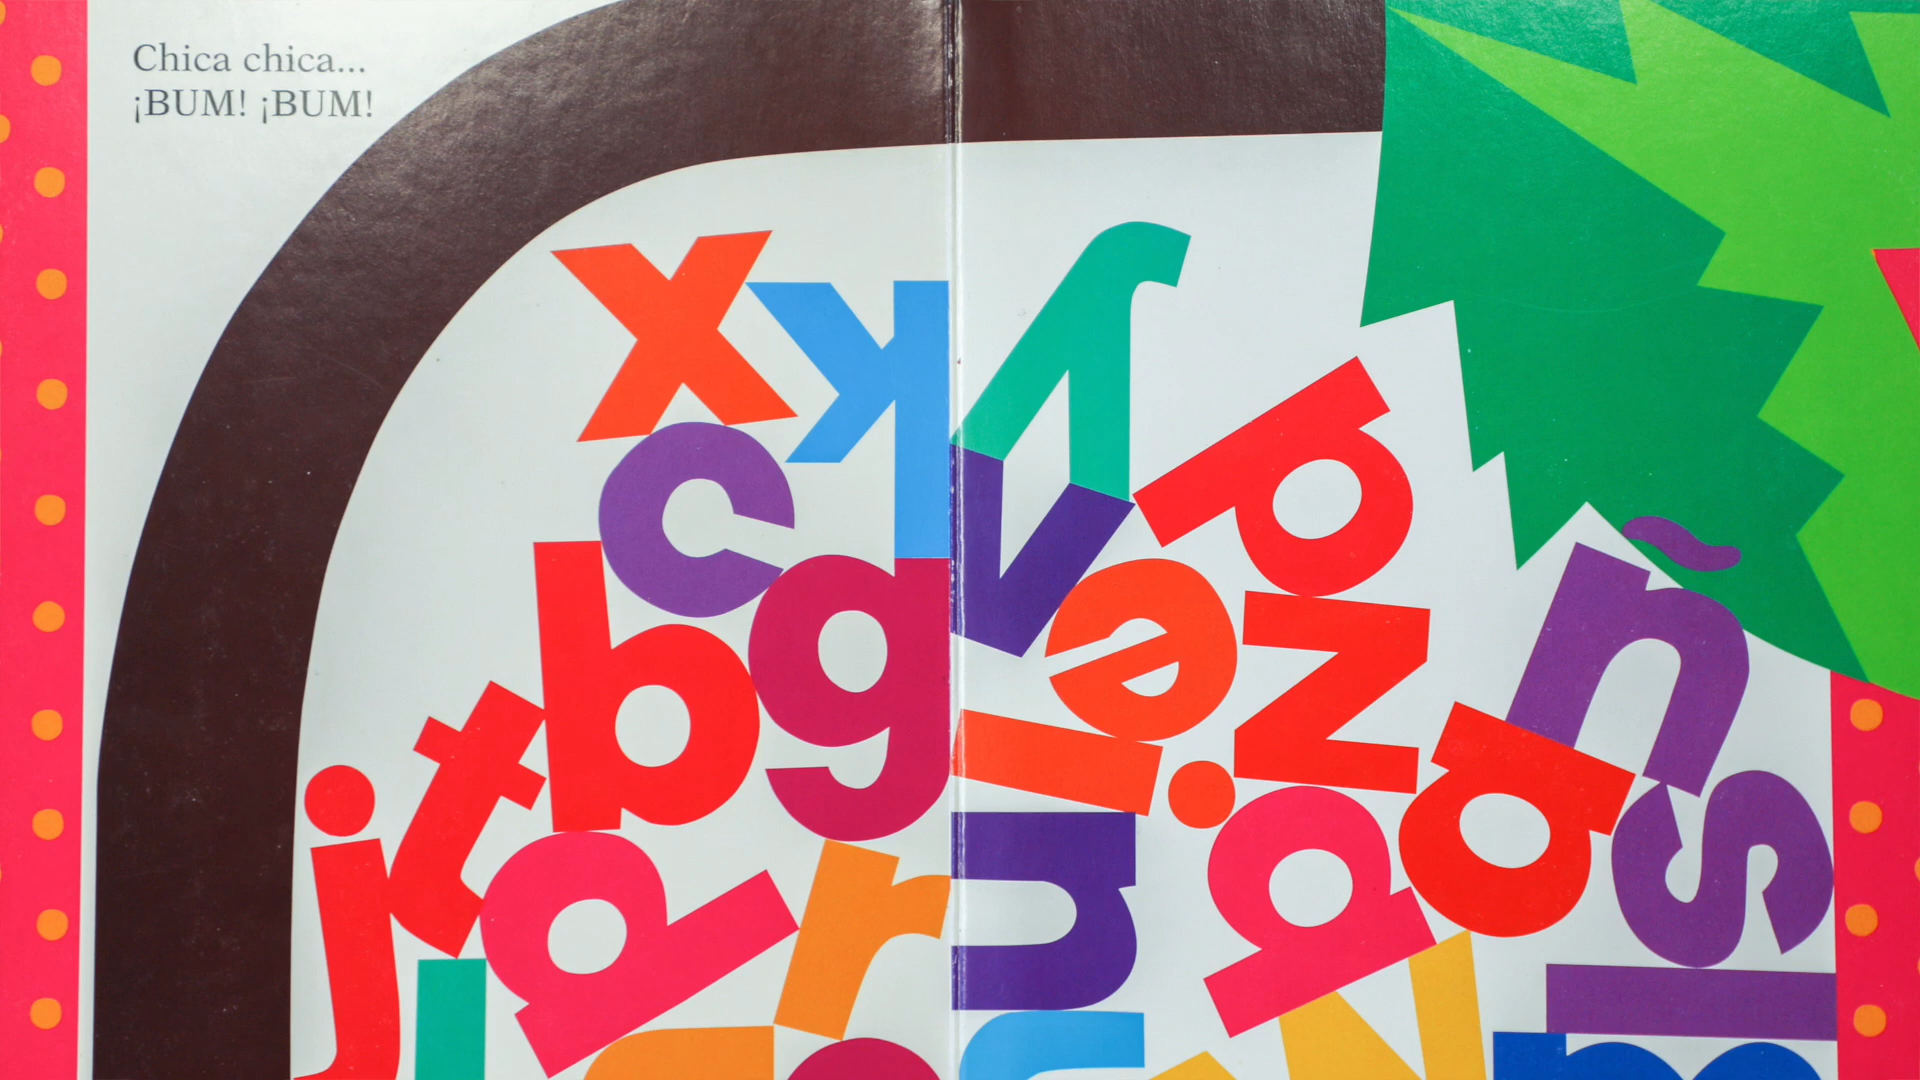 Chica chica...
¡BUM! ¡BUM!
x k y
c v p
b g e ñ
t l i z d
j d r u p s
l
m